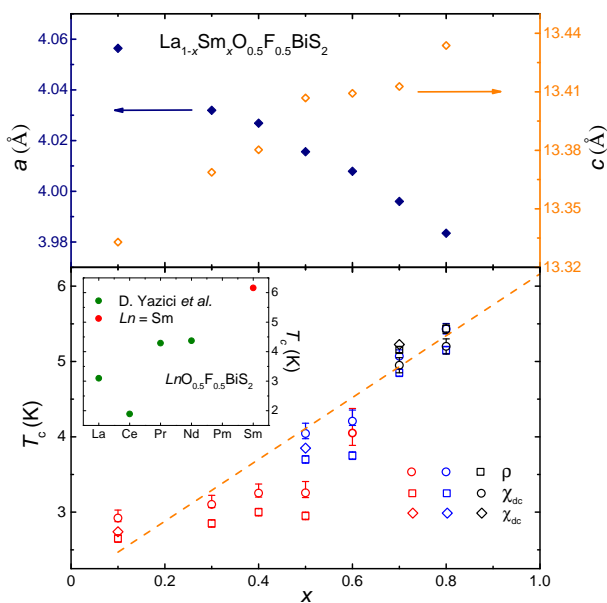 La1-xSmxO0.5F0.5BiS2
4.06
4.04
4.02
4.00
3.98
a (Å)
13.44
13.41
13.38
13.35
13.32
c (Å)
6
5
4
3
2
Tc (K)
D. Yazici et al.
Ln = Sm
LnO0.5F0.5BiS2
6
5
4
3
2
Tc (K)
La Ce Pr Nd Pm Sm
ρ
χdc
χdc
0 0.2 0.4 0.6 0.8 1.0
x